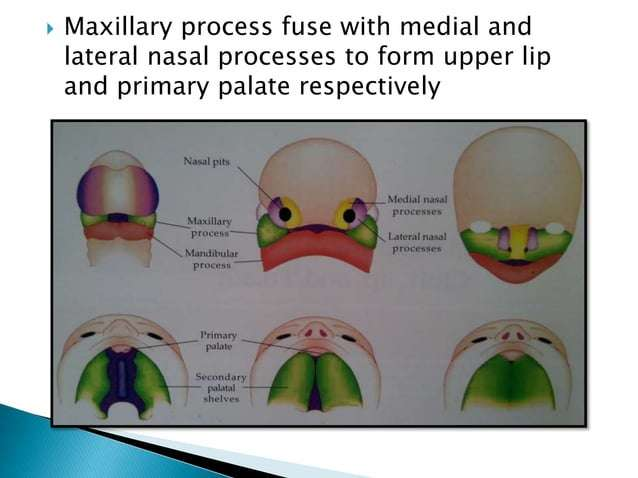 Maxillary process fuse with medial and
lateral nasal processes to form upper lip
and primary palate respectively
Nasal pits
Maxillary
process
Mandibular
process
Medial nasal
processes
Lateral nasal
processes
Primary
palate
Secondary
palatal
shelves